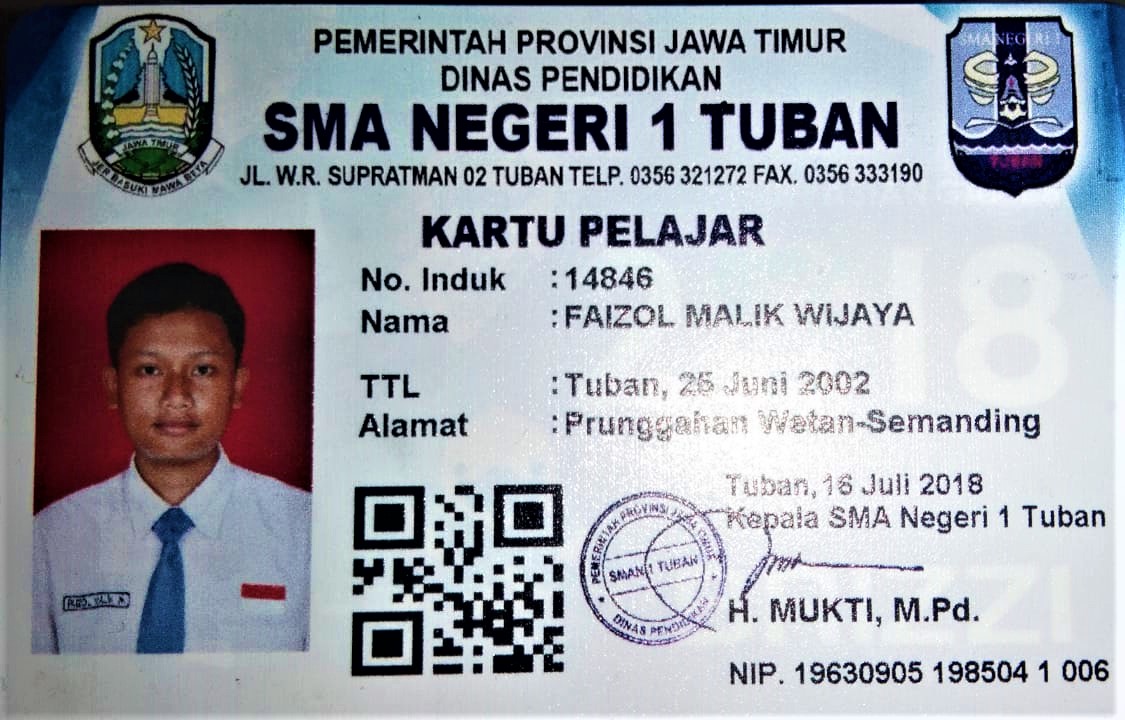 PEMERINTAH PROVINSI JAWA TIMUR
DINAS PENDIDIKAN
SMA NEGERI 1 TUBAN
JL. W.R. SUPRATMAN 02 TUBAN TELP. 0356 321272 FAX. 0356 333190
JAWA TIMUR
JER BASUKI MAWA BEYA
SMA NEGERI 1
TUBAN
KARTU PELAJAR
No. Induk : 14846
Nama : FAIZOL MALIK WIJAYA
TTL : Tuban, 25 Juni 2002
Alamat : Prunggahan Wetan-Semanding
Tuban, 16 Juli 2018
Kepala SMA Negeri 1 Tuban
PEMERINTAH PROVINSI JAWA TIMUR
SMAN 1 TUBAN
DINAS PENDIDIKAN
H. MUKTI, M.Pd.
NIP. 19630905 198504 1 006